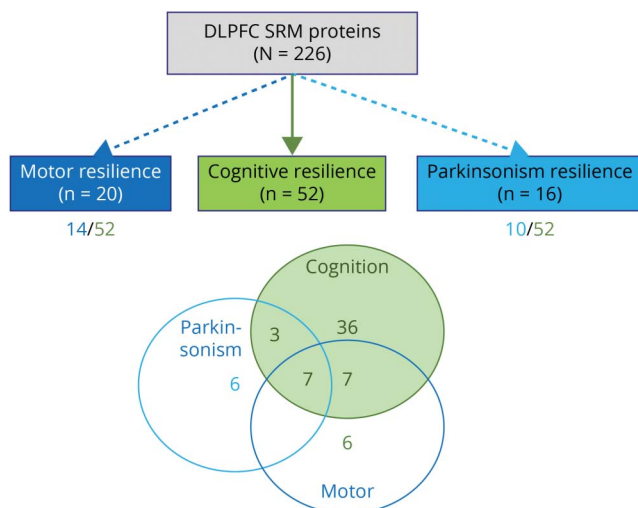 DLPFC SRM proteins
(N = 226)
Motor resilience
(n = 20)
Cognitive resilience
(n = 52)
Parkinsonism resilience
(n = 16)
14/52
10/52
Cognition
Parkin-
sonism
3
36
6
7
7
6
Motor